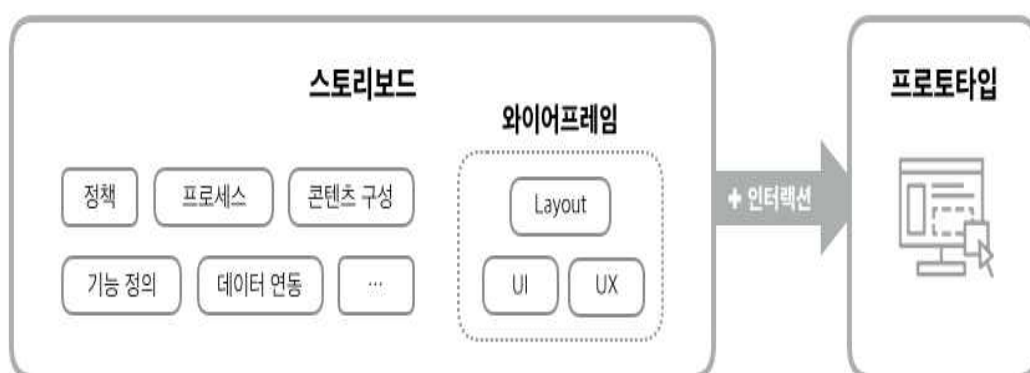 스토리보드
프로토타입
와이어프레임
정책
프로세스
콘텐츠 구성
Layout
+ 인터랙션
기능 정의
데이터 연동
...
UI
UX